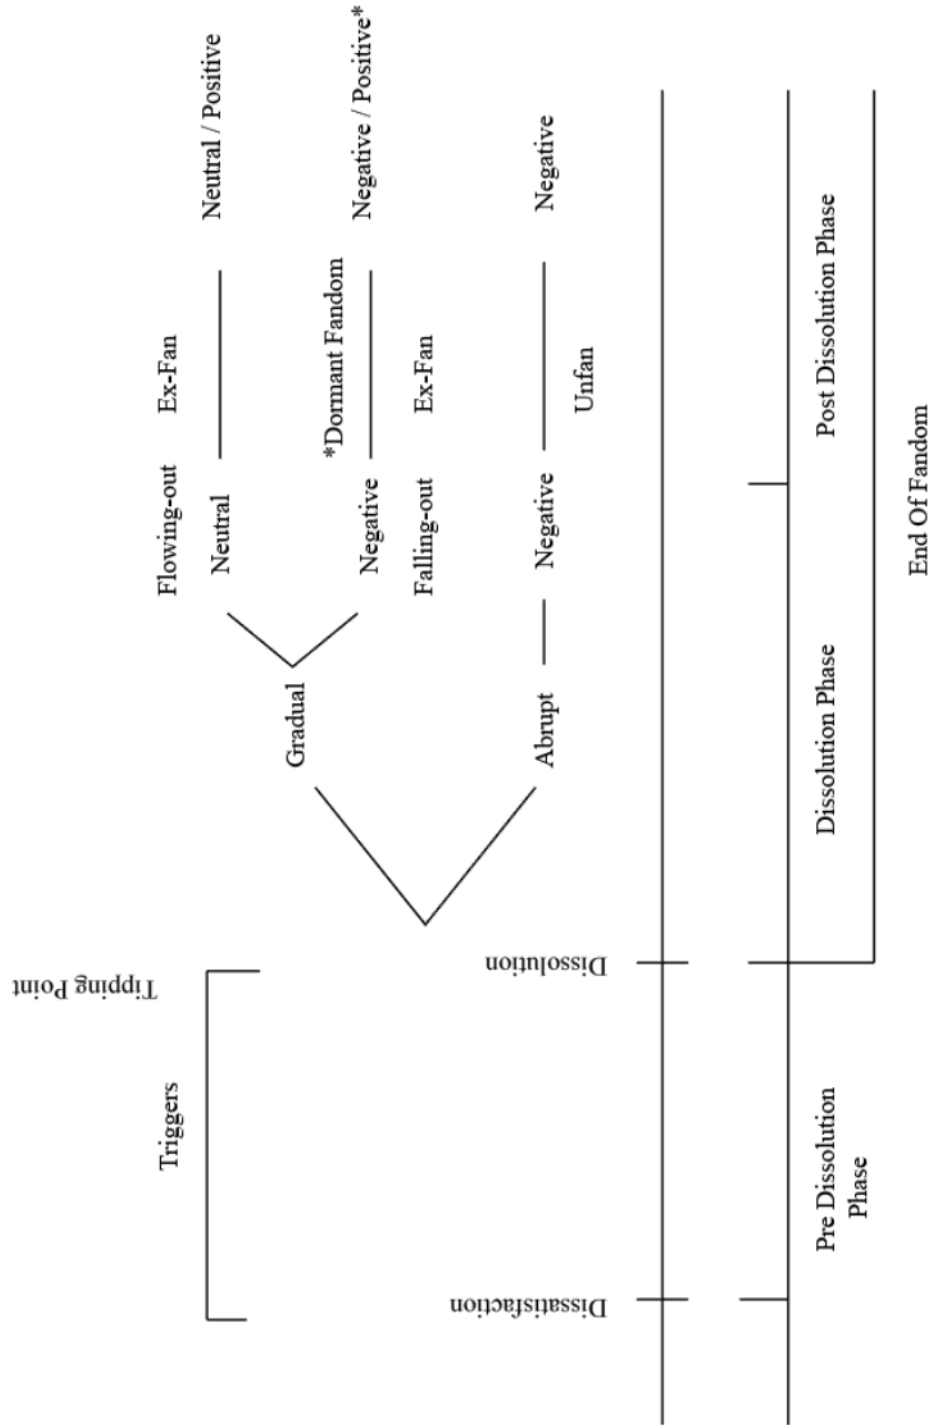 Tipping Point
Triggers
Flowing-out
Ex-Fan
Neutral
Neutral / Positive
Gradual
*Dormant Fandom
Negative
Negative / Positive*
Falling-out
Ex-Fan
Abrupt
Negative
Negative
Unfan
Dissatisfaction
Dissolution
Pre Dissolution
Phase
Dissolution Phase
Post Dissolution Phase
End Of Fandom